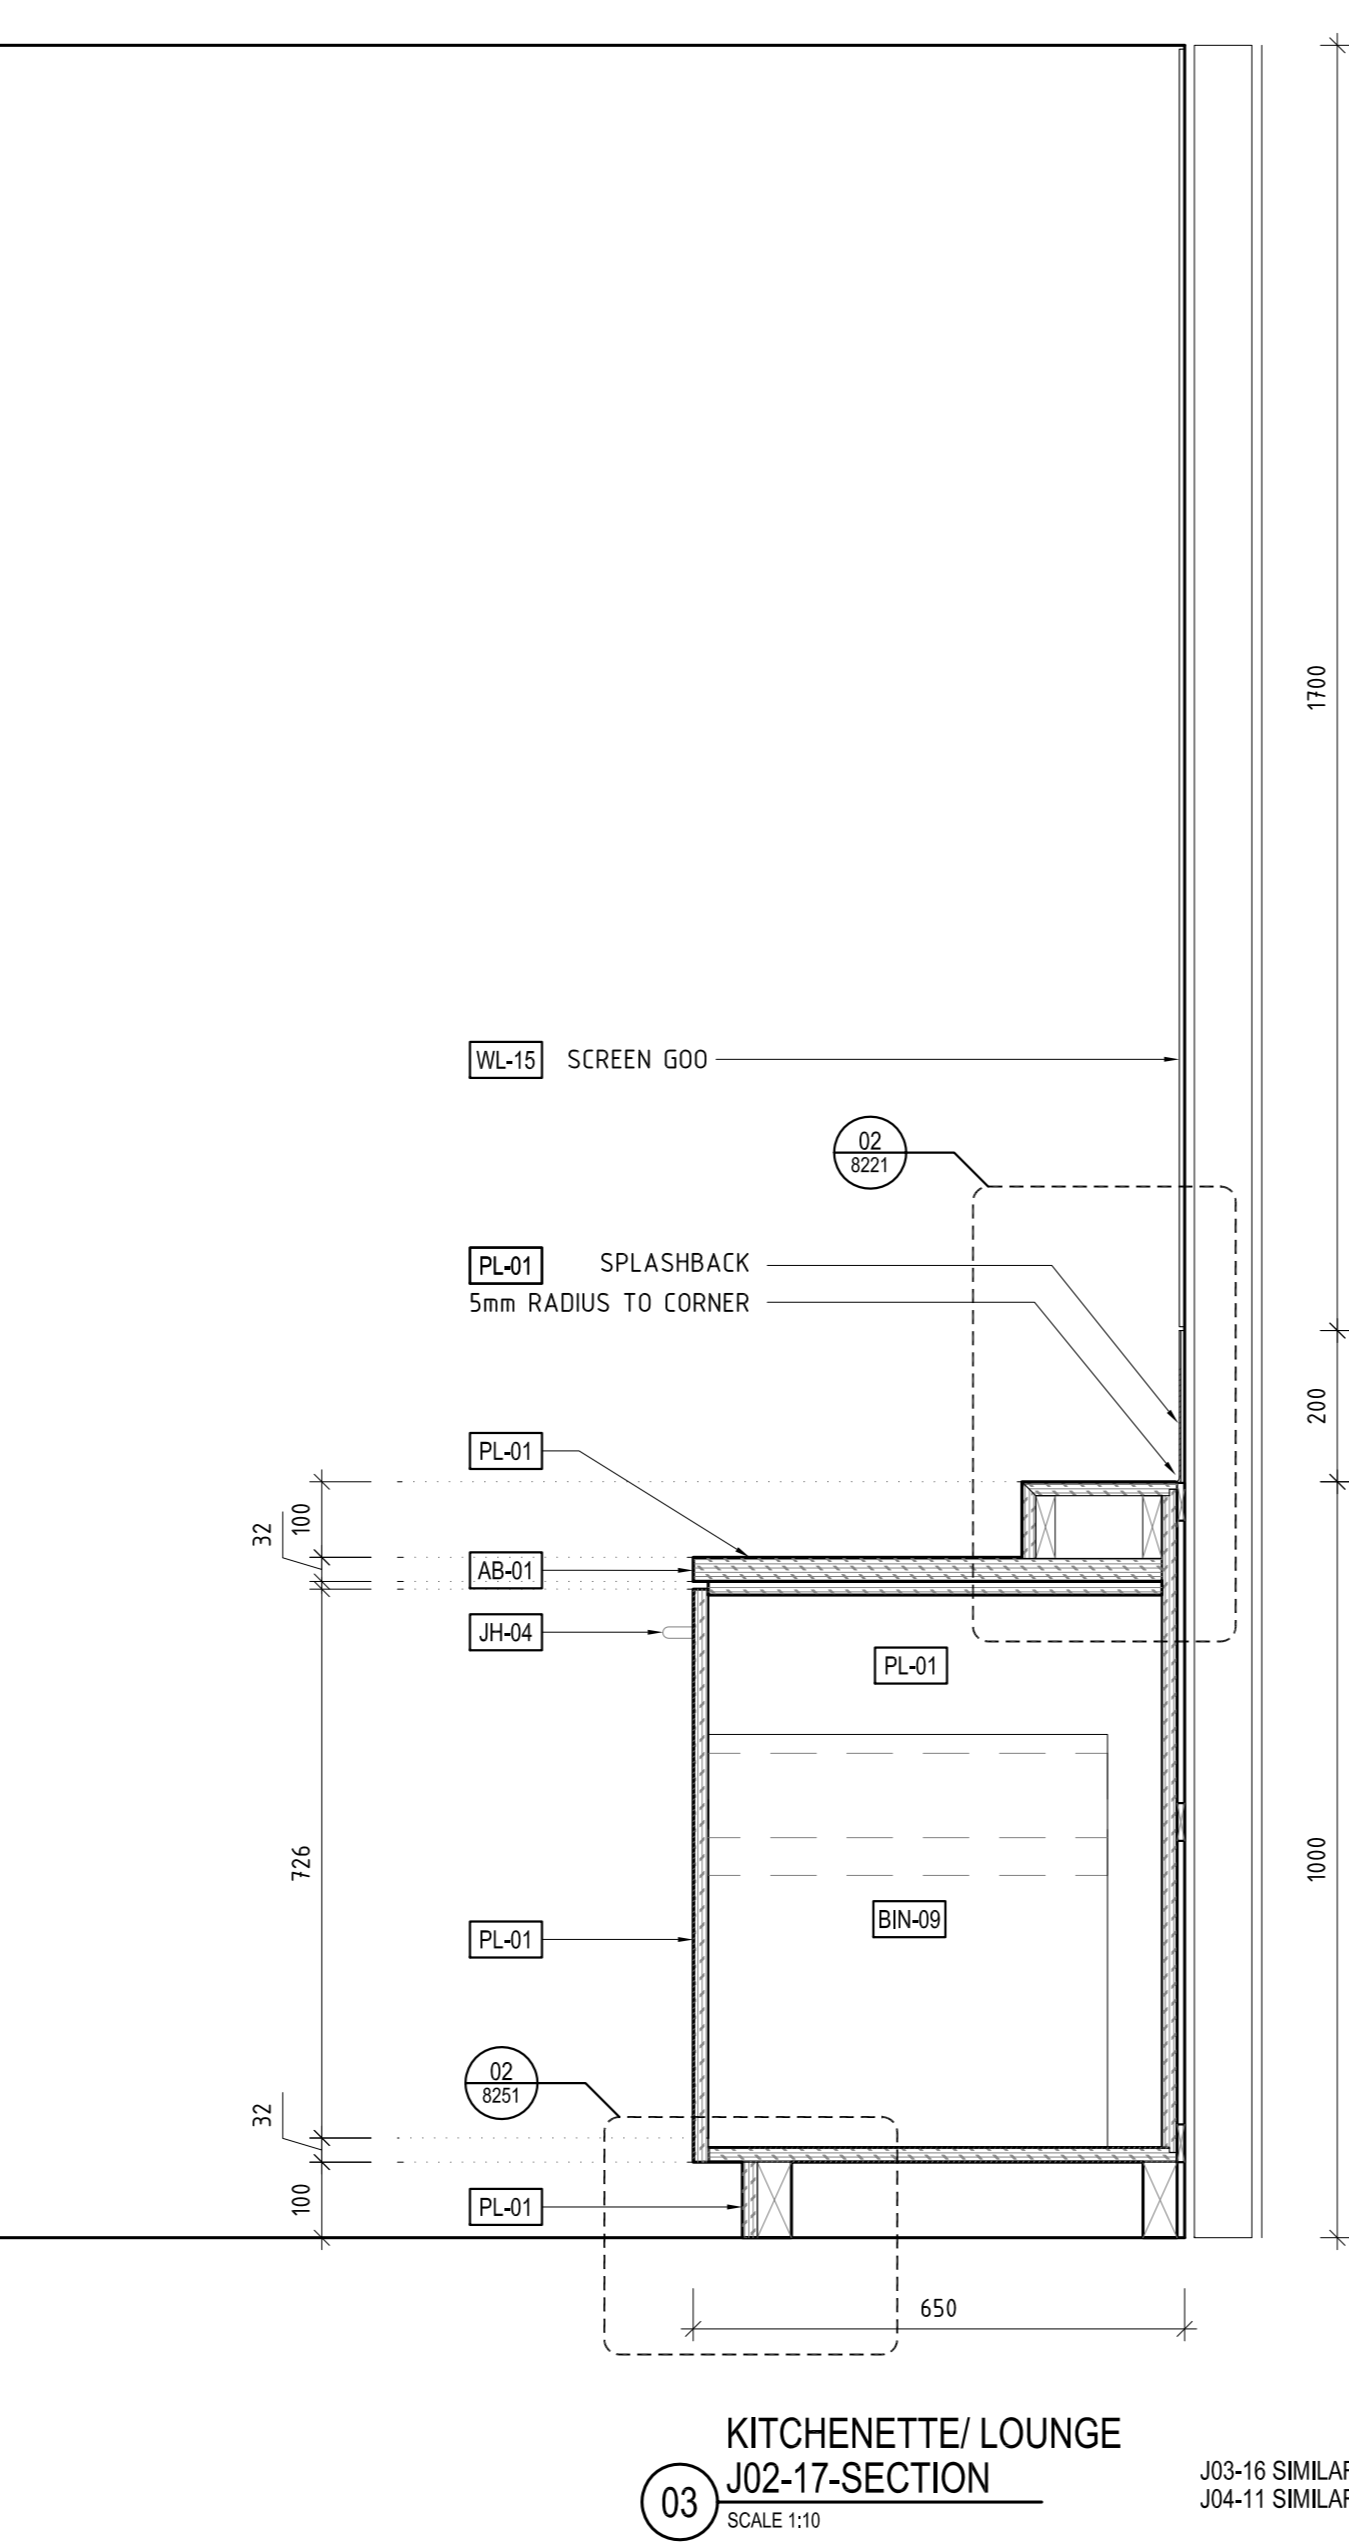 1700
WL-15 SCREEN GOO
02
8221
PL-01 SPLASHBACK
5mm RADIUS TO CORNER
200
PL-01
100
32
AB-01
JH-04
PL-01
726
1000
BIN-09
PL-01
02
8251
32
100
PL-01
650
KITCHENETTE/ LOUNGE
03 J02-17-SECTION
SCALE 1:10
J03-16 SIMILAR
J04-11 SIMILAR